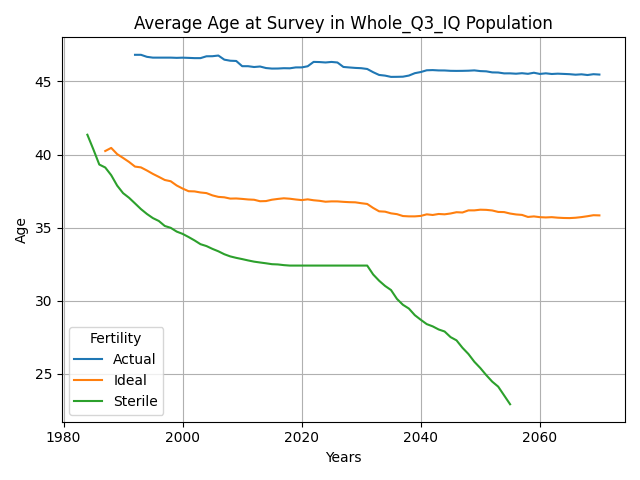 Average Age at Survey in Whole_Q3_IQ Population
Age
45
40
35
30
25
Fertility
Actual
Ideal
Sterile
1980
2000
2020
2040
2060
Years